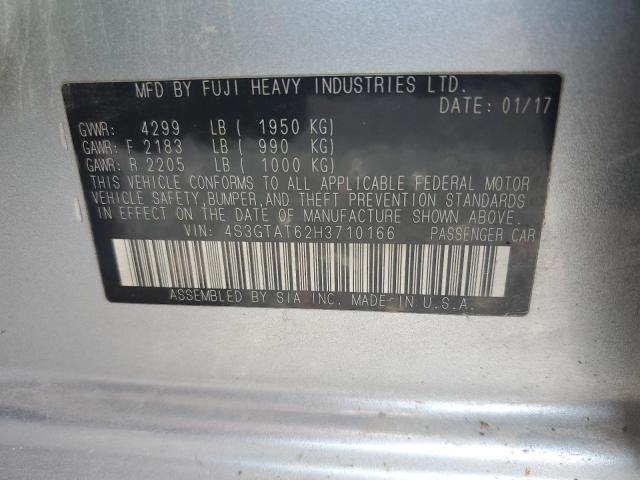 MFD BY FUJI HEAVY INDUSTRIES LTD.
DATE: 01/17
GVWR: 4299 LB ( 1950 KG)
GAWR: F 2183 LB ( 990 KG)
GAWR: R 2205 LB ( 1000 KG)
THIS VEHICLE CONFORMS TO ALL APPLICABLE FEDERAL MOTOR
VEHICLE SAFETY,BUMPER,AND THEFT PREVENTION STANDARDS
IN EFFECT ON THE DATE OF MANUFACTURE SHOWN ABOVE.
VIN: 4S3GTAT62H3710166 PASSENGER CAR
ASSEMBLED BY SIA INC. MADE IN U.S.A.